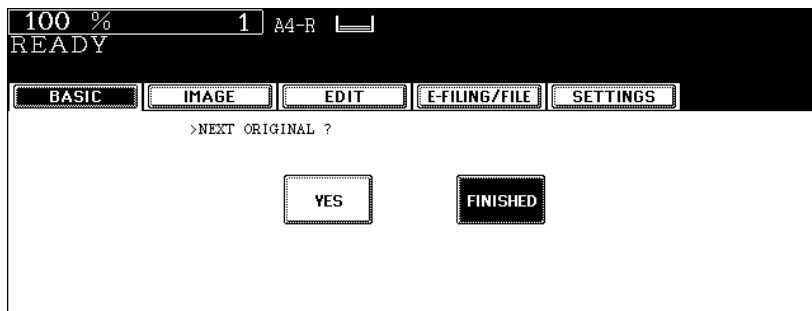 100 % 1 A4-R
READY
BASIC IMAGE EDIT E-FILING/FILE SETTINGS
>NEXT ORIGINAL ?
YES FINISHED